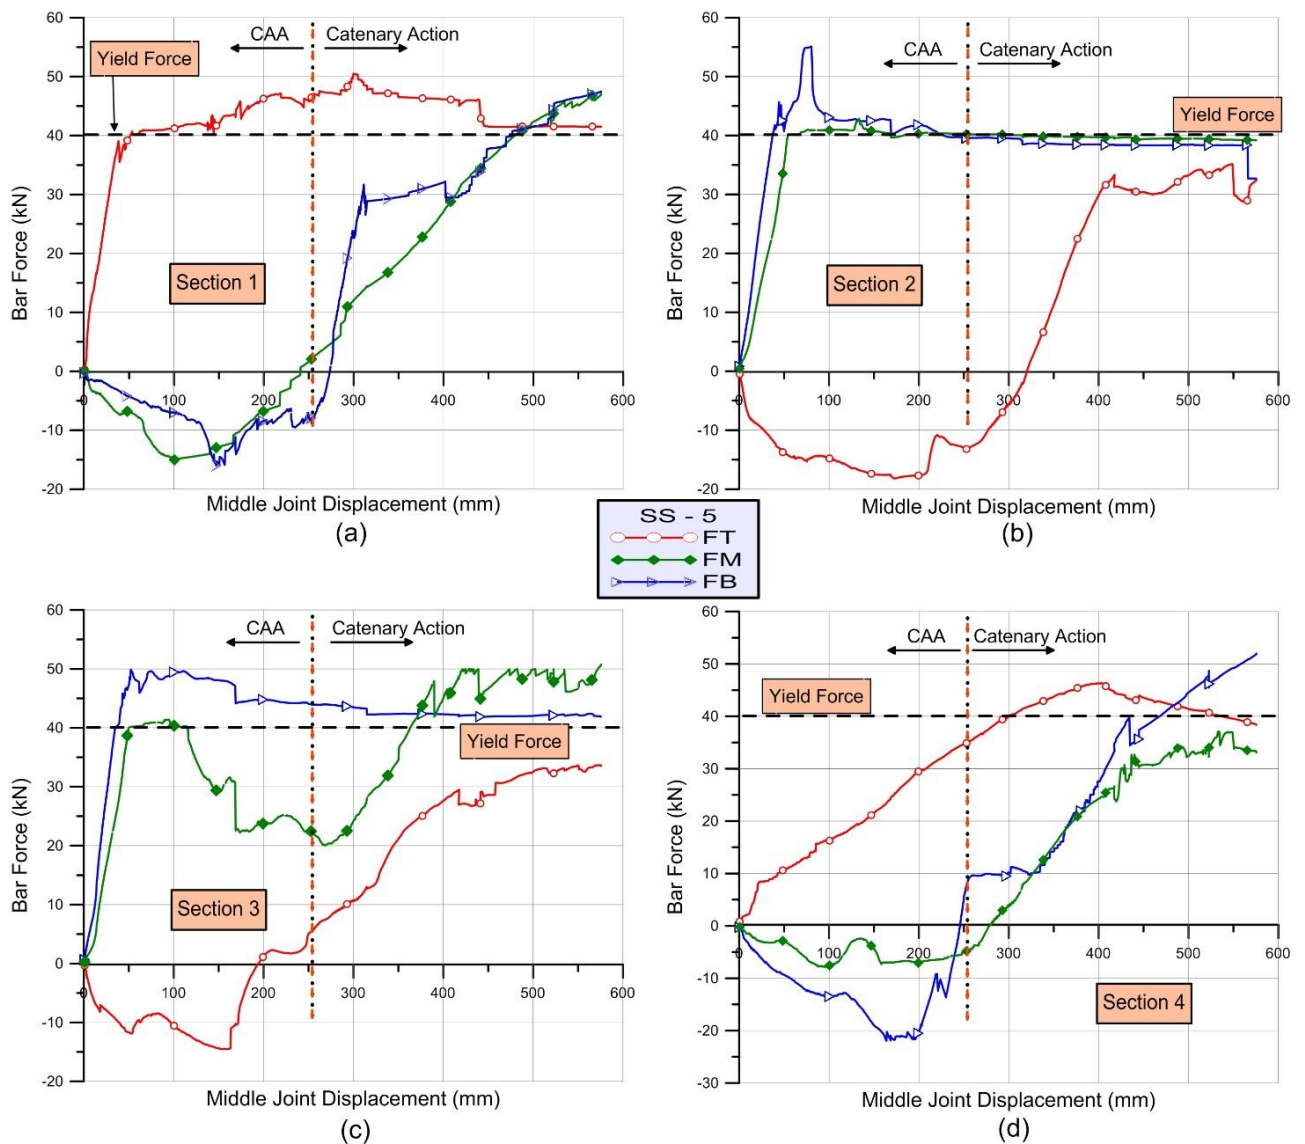 60
50
40
30
20
10
0
-10
-20
Bar Force (kN)
CAA
Catenary Action
Yield Force
Section 1
0
100
200
300
400
500
600
Middle Joint Displacement (mm)
(a)
60
50
40
30
20
10
0
-10
-20
Bar Force (kN)
CAA
Catenary Action
Yield Force
Section 2
0
100
200
300
400
500
600
Middle Joint Displacement (mm)
(b)
SS - 5
FT
FM
FB
60
50
40
30
20
10
0
-10
-20
Bar Force (kN)
CAA
Catenary Action
Yield Force
Section 3
0
100
200
300
400
500
600
Middle Joint Displacement (mm)
(c)
60
50
40
30
20
10
0
-10
-20
-30
Bar Force (kN)
CAA
Catenary Action
Yield Force
0
100
200
300
400
500
600
Section 4
Middle Joint Displacement (mm)
(d)